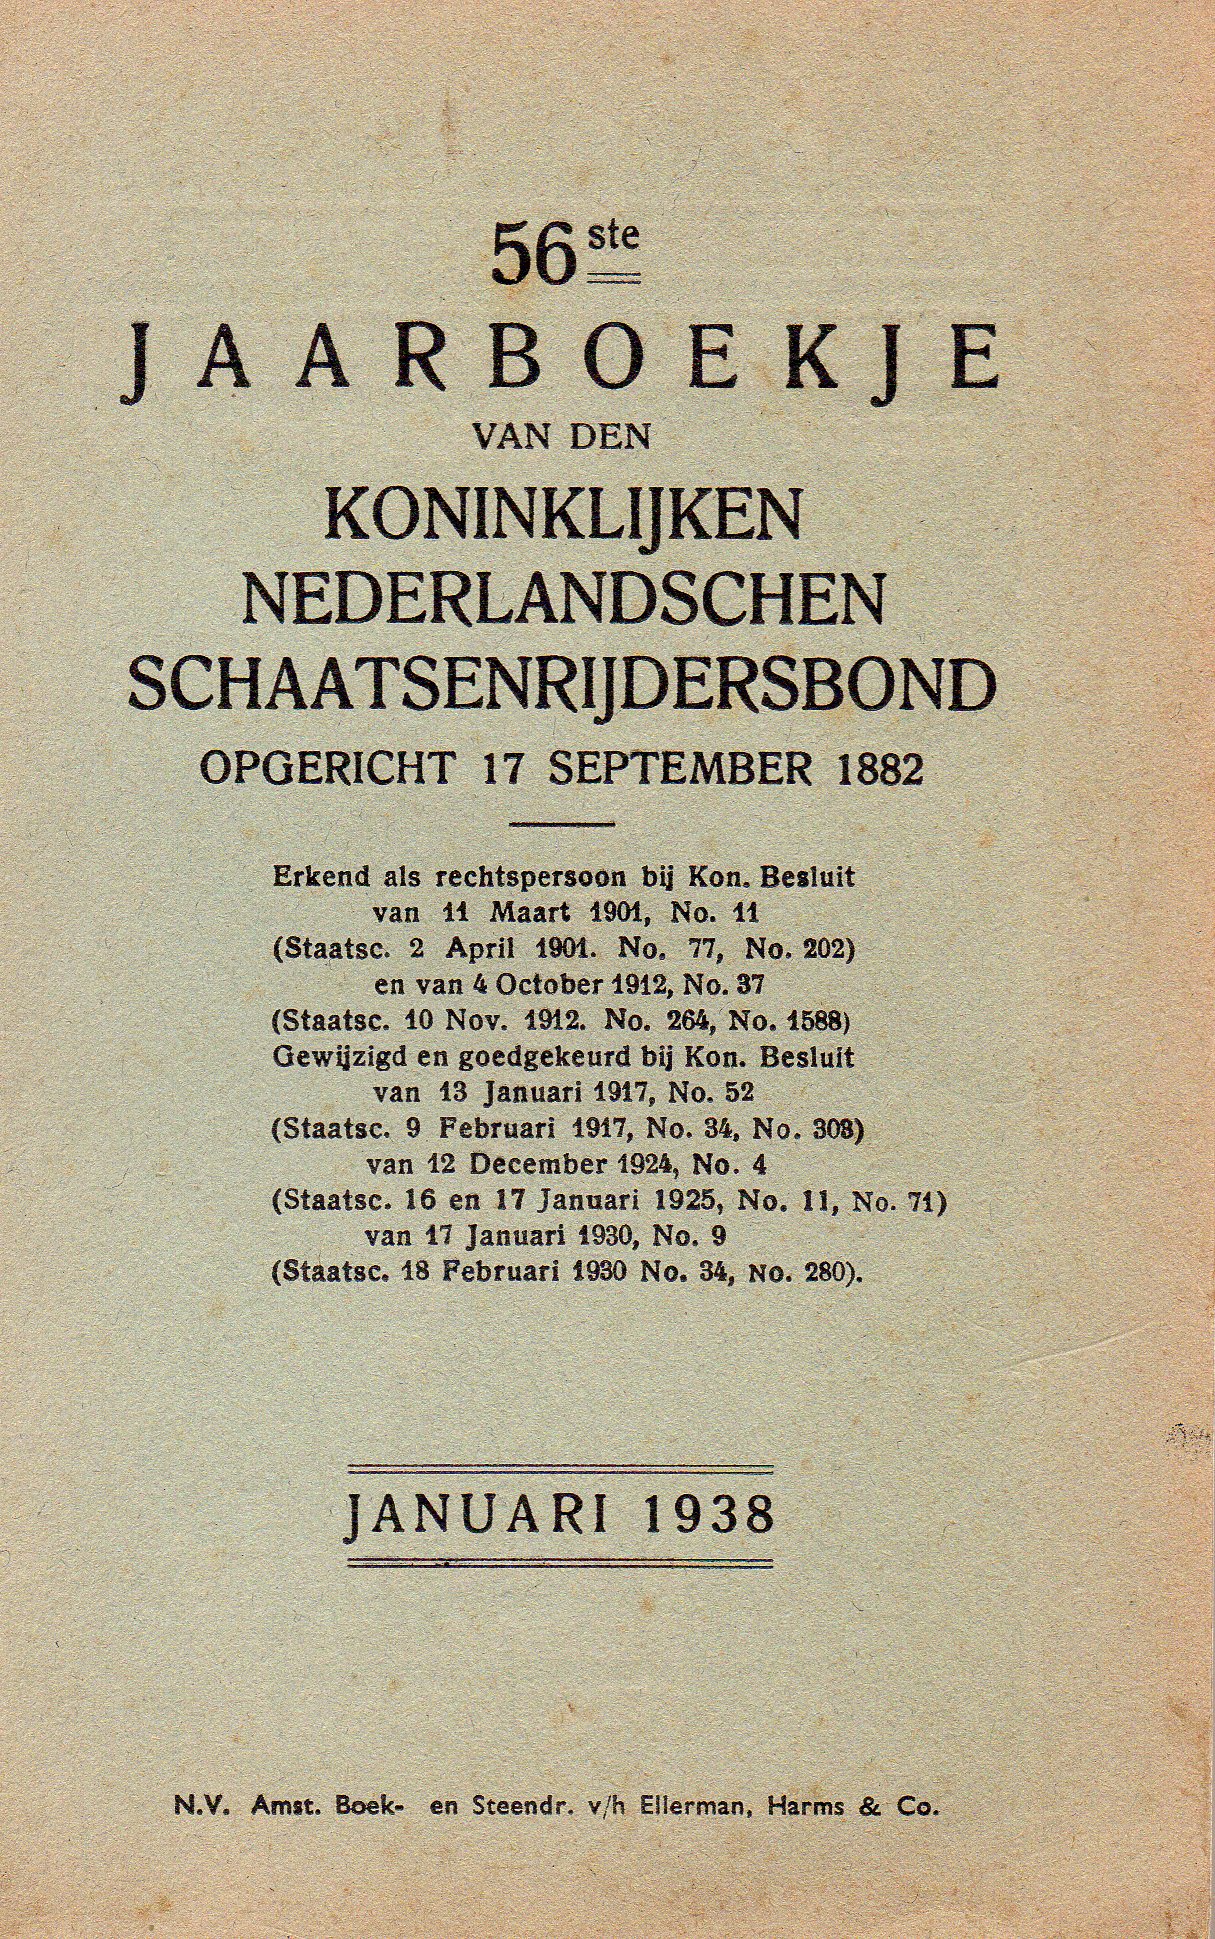 56ste
JAARBOEKJE
VAN DEN
KONINKLIJKEN
NEDERLANDSCHEN
SCHAATSENRIJDERSBOND
OPGERICHT 17 SEPTEMBER 1882
Erkend als rechtspersoon bij Kon. Besluit
van 11 Maart 1901, No. 11
(Staatsc. 2 April 1901. No. 77, No. 202)
en van 4 October 1912, No. 37
(Staatsc. 10 Nov. 1912. No. 264, No. 1588)
Gewijzigd en goedgekeurd bij Kon. Besluit
van 13 Januari 1917, No. 52
(Staatsc. 9 Februari 1917, No. 34, No. 303)
van 12 December 1924, No. 4
(Staatsc. 16 en 17 Januari 1925, No. 11, No. 71)
van 17 Januari 1930, No. 9
(Staatsc. 18 Februari 1930 No. 34, No. 280).
JANUARI 1938
N.V. Amst. Boek- en Steendr. v/h Ellerman, Harms & Co.